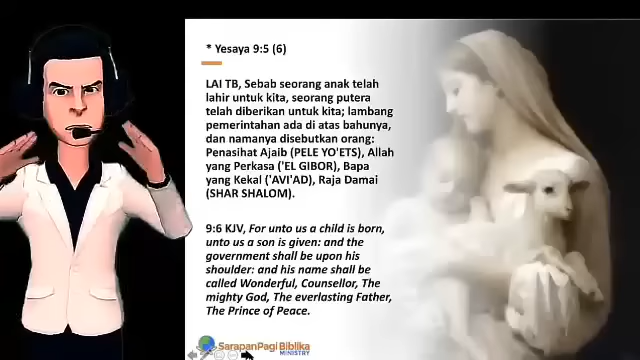 * Yesaya 9:5 (6)
LAI TB, Sebab seorang anak telah
lahir untuk kita, seorang putera
telah diberikan untuk kita; lambang
pemerintahan ada di atas bahunya,
dan namanya disebutkan orang:
Penasihat Ajaib (PELE YO'ETS), Allah
yang Perkasa ('EL GIBOR), Bapa
yang Kekal ('AVI'AD), Raja Damai
(SHAR SHALOM).
9:6 KJV, For unto us a child is born,
unto us a son is given: and the
government shall be upon his
shoulder: and his name shall be
called Wonderful, Counsellor, The
mighty God, The everlasting Father,
The Prince of Peace.
SarapanPagi Biblika
MINISTRY